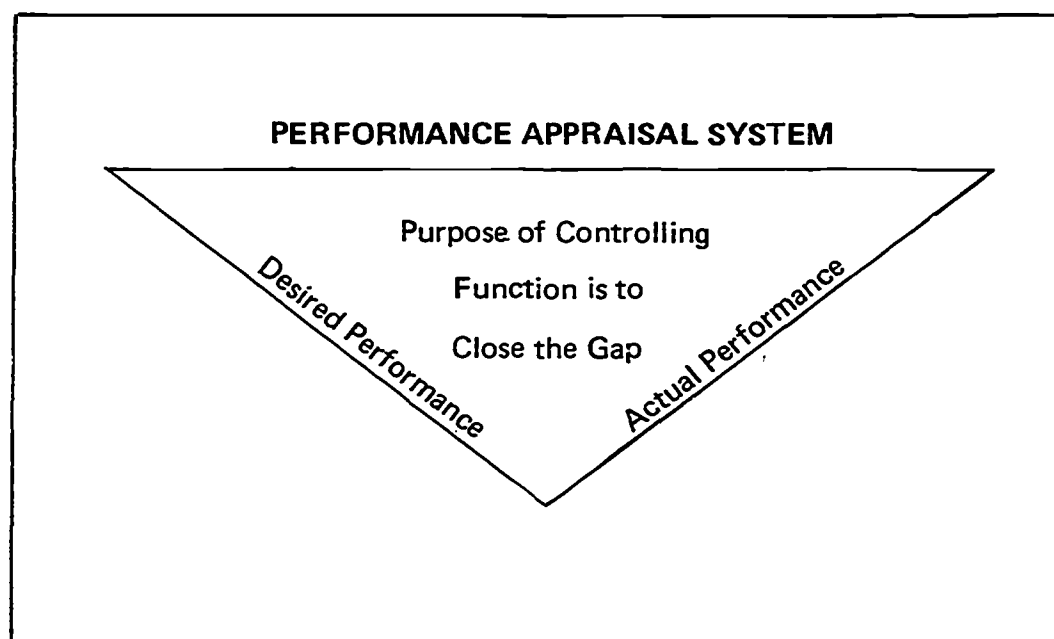 PERFORMANCE APPRAISAL SYSTEM
Purpose of Controlling
Function is to
Close the Gap
Desired Performance
Actual Performance